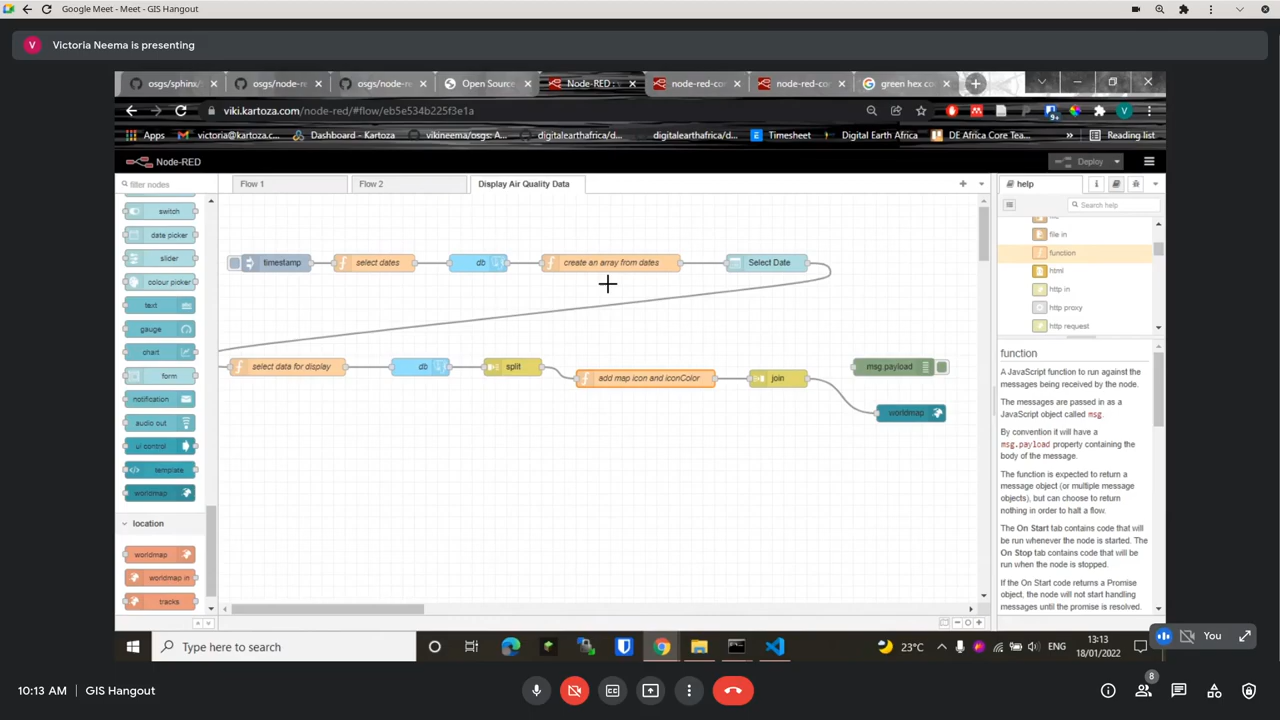 Google Meet - Meet - GIS Hangout
V Victoria Neema is presenting
osgs/sphinx/
osgs/node-re
osgs/node-re
Open Source
Node-RED
node-red-co
node-red-co
green hex co
viki.kartoza.com/node-red/#flow/eb5e534b225f3e1a
Apps
victoria@kartoza.c...
Dashboard - Kartoza
vikineema/osgs: A...
digitalearthafrica/d...
digitalearthafrica/d...
Timesheet
Digital Earth Africa
DE Africa Core Tea...
Reading list
Node-RED
Deploy
filter nodes
Flow 1
Flow 2
Display Air Quality Data
help
Search help
switch
date picker
slider
colour picker
text
gauge
chart
form
notification
audio out
ui control
template
worldmap
location
worldmap
worldmap in
tracks
timestamp
select dates
db
create an array from dates
Select Date
select data for display
db
split
add map icon and iconColor
join
msg.payload
worldmap
file in
function
html
http in
http proxy
http request
function
A JavaScript function to run against the
messages being received by the node.
The messages are passed in as a
JavaScript object called msg.
By convention it will have a
msg.payload property containing the
body of the message.
The function is expected to return a
message object (or multiple message
objects), but can choose to return
nothing in order to halt a flow.
The On Start tab contains code that will
be run whenever the node is started. The
On Stop tab contains code that will be
run when the node is stopped.
If the On Start code returns a Promise
object, the node will not start handling
messages until the promise is resolved.
Type here to search
23°C
ENG
13:13
18/01/2022
You
10:13 AM
GIS Hangout
8